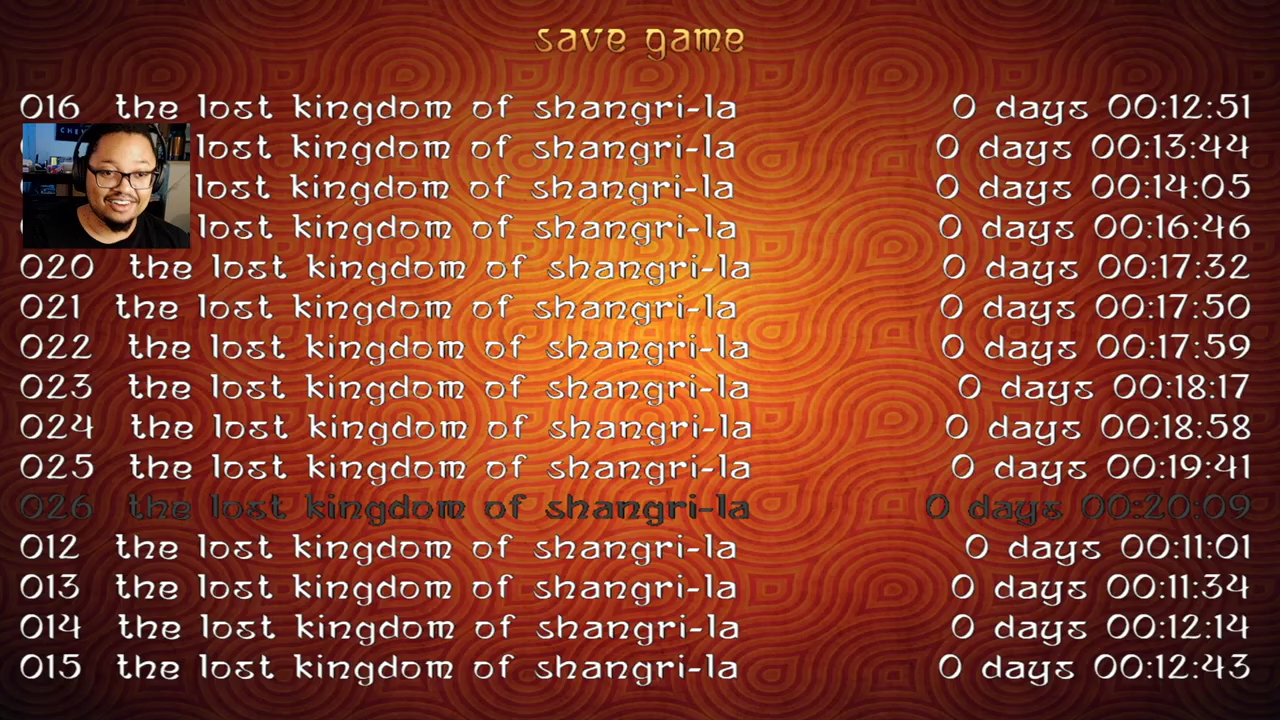 save game
016 the lost kingdom of shangri-la 0 days 00:12:51
lost kingdom of shangri-la 0 days 00:13:44
lost kingdom of shangri-la 0 days 00:14:05
lost kingdom of shangri-la 0 days 00:16:46
020 the lost kingdom of shangri-la 0 days 00:17:32
021 the lost kingdom of shangri-la 0 days 00:17:50
022 the lost kingdom of shangri-la 0 days 00:17:59
023 the lost kingdom of shangri-la 0 days 00:18:17
024 the lost kingdom of shangri-la 0 days 00:18:58
025 the lost kingdom of shangri-la 0 days 00:19:41
026 the lost kingdom of shangri-la 0 days 00:20:09
012 the lost kingdom of shangri-la 0 days 00:11:01
013 the lost kingdom of shangri-la 0 days 00:11:34
014 the lost kingdom of shangri-la 0 days 00:12:14
015 the lost kingdom of shangri-la 0 days 00:12:43